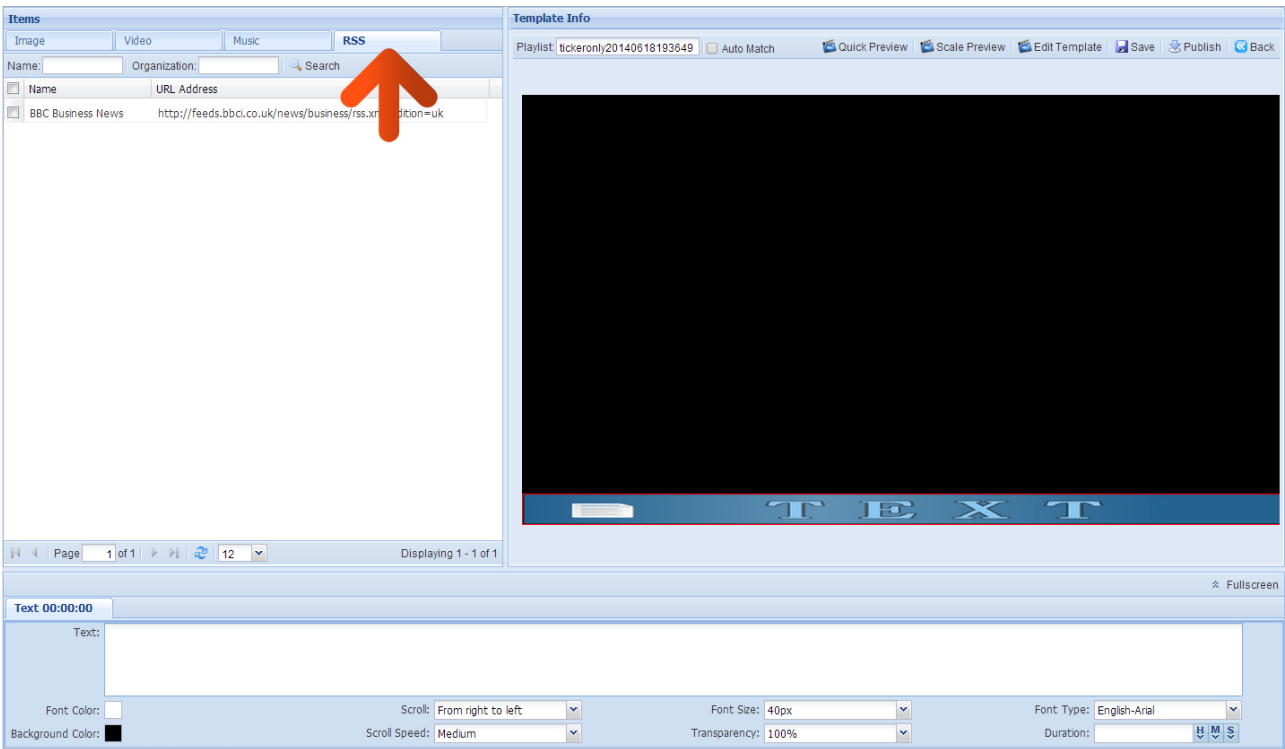 Items
Image Video Music RSS
Name: Organization: Search
Name URL Address
BBC Business News http://feeds.bbci.co.uk/news/business/rss. dition=uk
Page 1 of 1 12 Displaying 1 - 1 of 1
Template Info
Playlist: tickeronly20140618193649 Auto Match Quick Preview Scale Preview Edit Template Save Publish Back
TEXT
Fullscreen
Text 00:00:00
Text:
Font Color: Scroll: From right to left Font Size: 40px Font Type: English-Arial
Background Color: Scroll Speed: Medium Transparency: 100% Duration: H M S